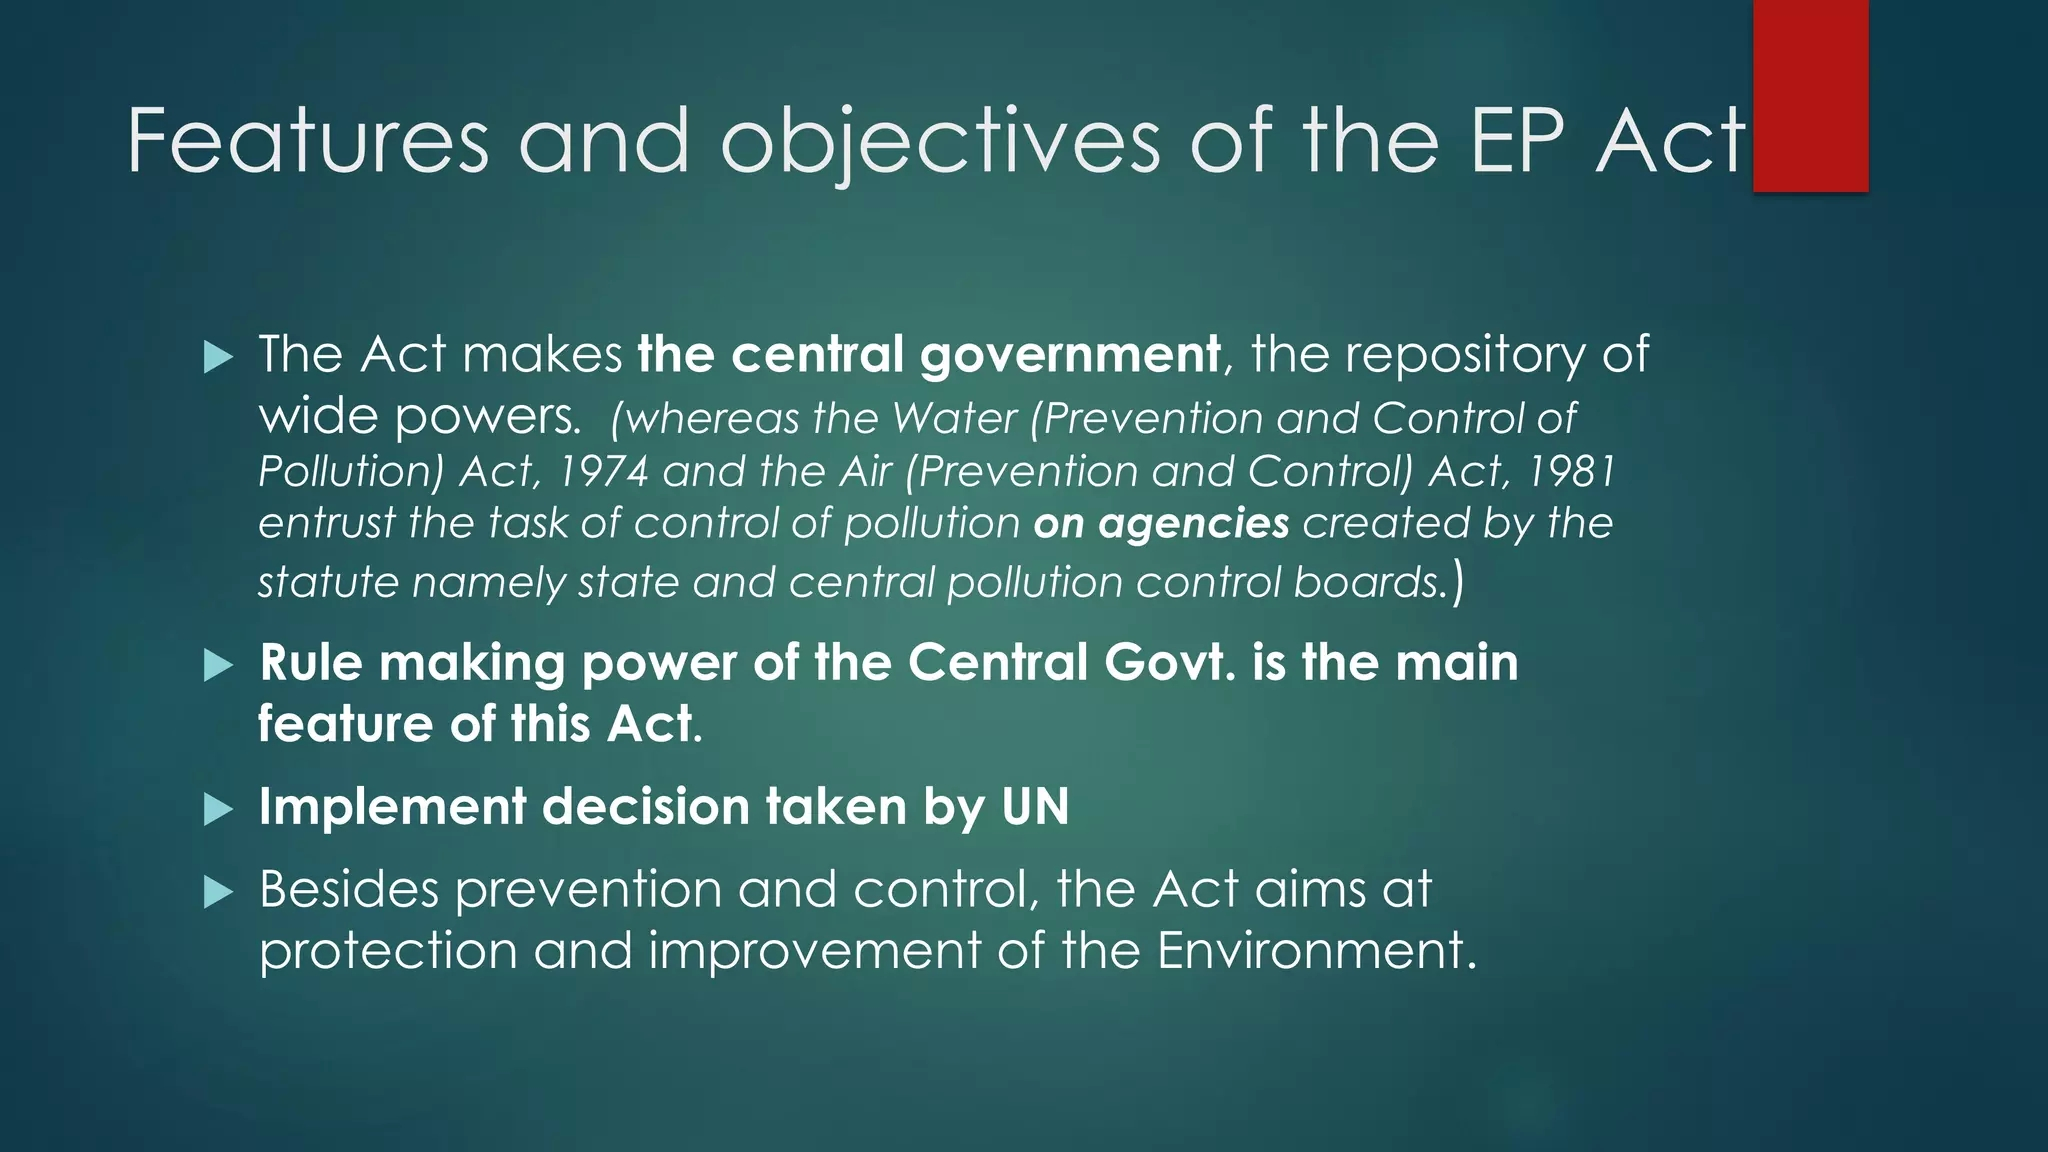 Features and objectives of the EP Act
The Act makes the central government, the repository of
wide powers. (whereas the Water (Prevention and Control of
Pollution) Act, 1974 and the Air (Prevention and Control) Act, 1981
entrust the task of control of pollution on agencies created by the
statute namely state and central pollution control boards.)
Rule making power of the Central Govt. is the main
feature of this Act.
Implement decision taken by UN
Besides prevention and control, the Act aims at
protection and improvement of the Environment.